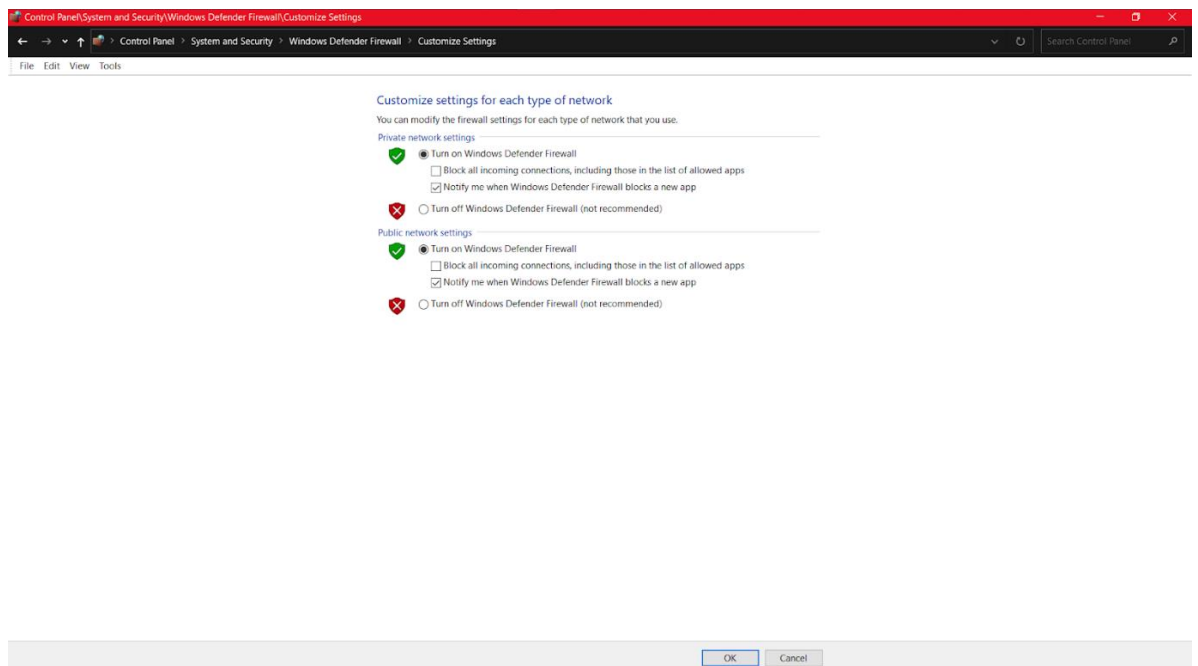 Control Panel\System and Security\Windows Defender Firewall\Customize Settings
Control Panel > System and Security > Windows Defender Firewall > Customize Settings
Search Control Panel
File Edit View Tools
Customize settings for each type of network
You can modify the firewall settings for each type of network that you use.
Private network settings
Turn on Windows Defender Firewall
Block all incoming connections, including those in the list of allowed apps
Notify me when Windows Defender Firewall blocks a new app
Turn off Windows Defender Firewall (not recommended)
Public network settings
Turn on Windows Defender Firewall
Block all incoming connections, including those in the list of allowed apps
Notify me when Windows Defender Firewall blocks a new app
Turn off Windows Defender Firewall (not recommended)
OK Cancel